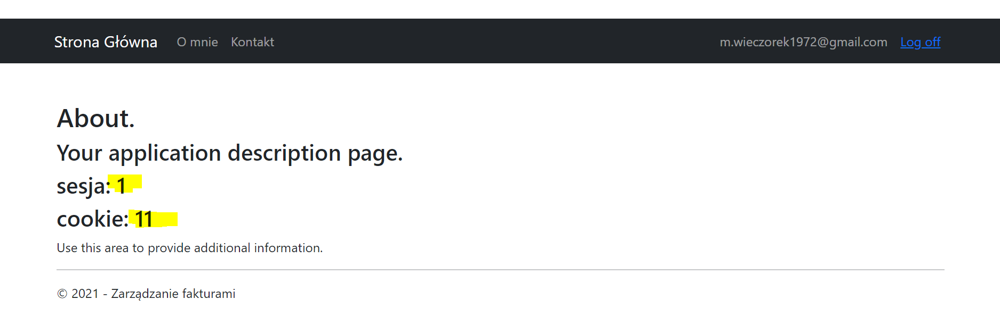 Strona Główna O mnie Kontakt m.wieczorek1972@gmail.com Log off
About.
Your application description page.
sesja: 1
cookie: 11
Use this area to provide additional information.
© 2021 - Zarządzanie fakturami